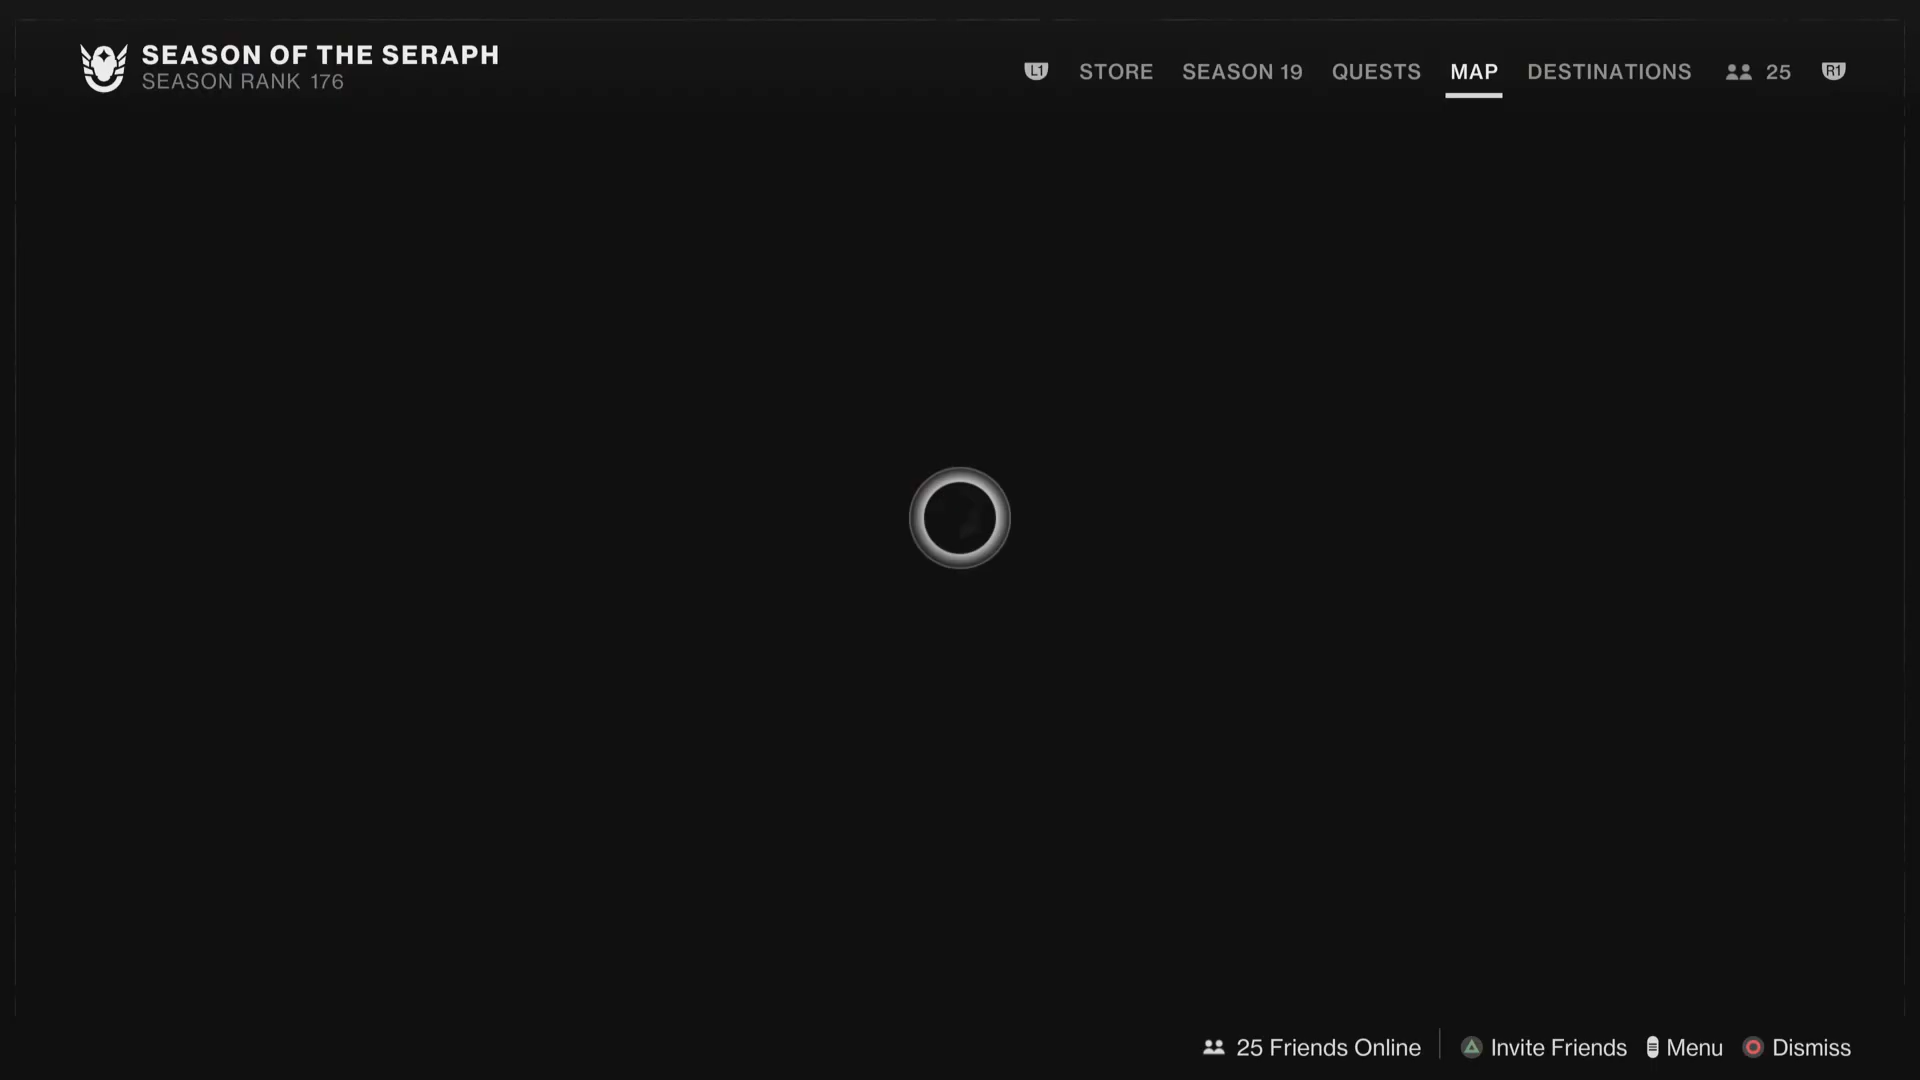 SEASON OF THE SERAPH
SEASON RANK 176
L1 STORE SEASON 19 QUESTS MAP DESTINATIONS 25 R1
25 Friends Online Invite Friends Menu Dismiss